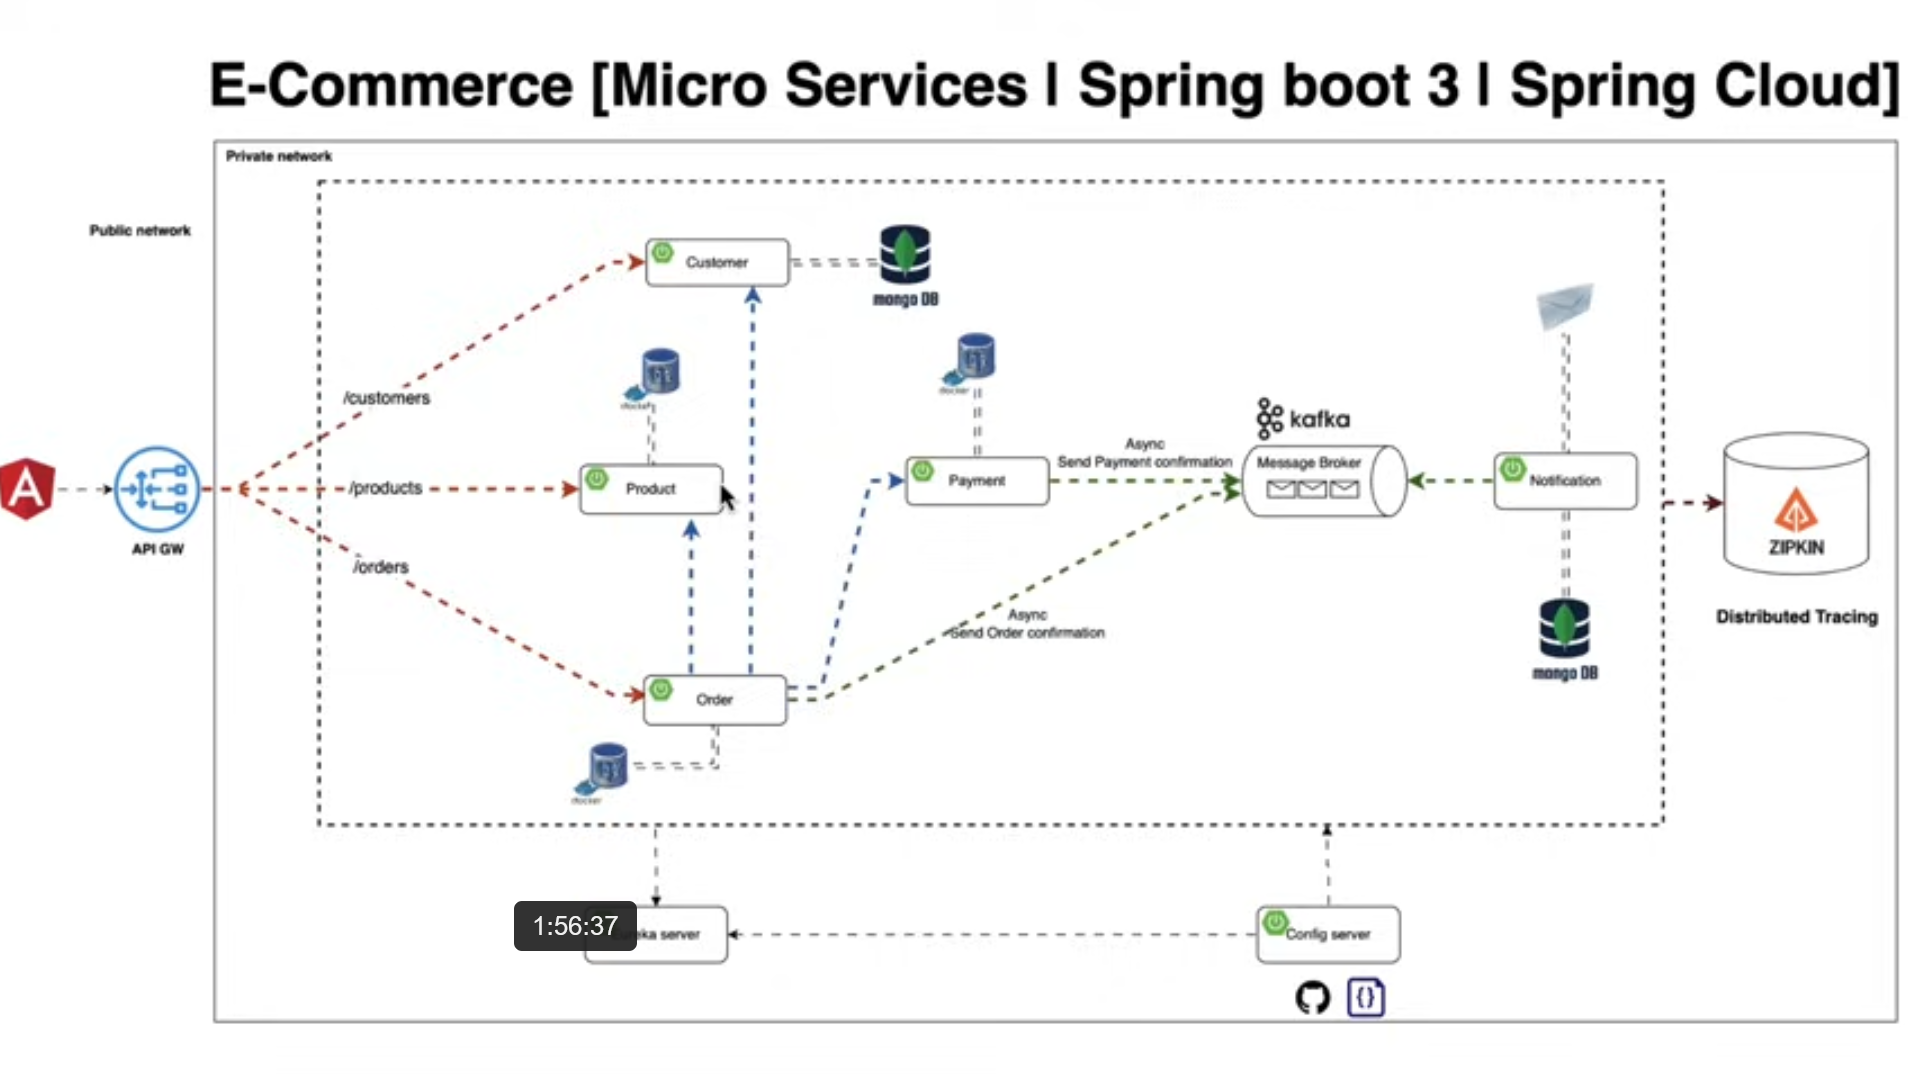 E-Commerce [Micro Services | Spring boot 3 | Spring Cloud]
Private network
Public network
Customer
mongo DB
/customers
docker
docker
kafka
Async
Send Payment confirmation
Message Broker
/products
Product
Payment
Notification
API GW
ZIPKIN
/orders
Async
Send Order confirmation
Distributed Tracing
mongo DB
Order
docker
1:56:37
server
Config server
{}